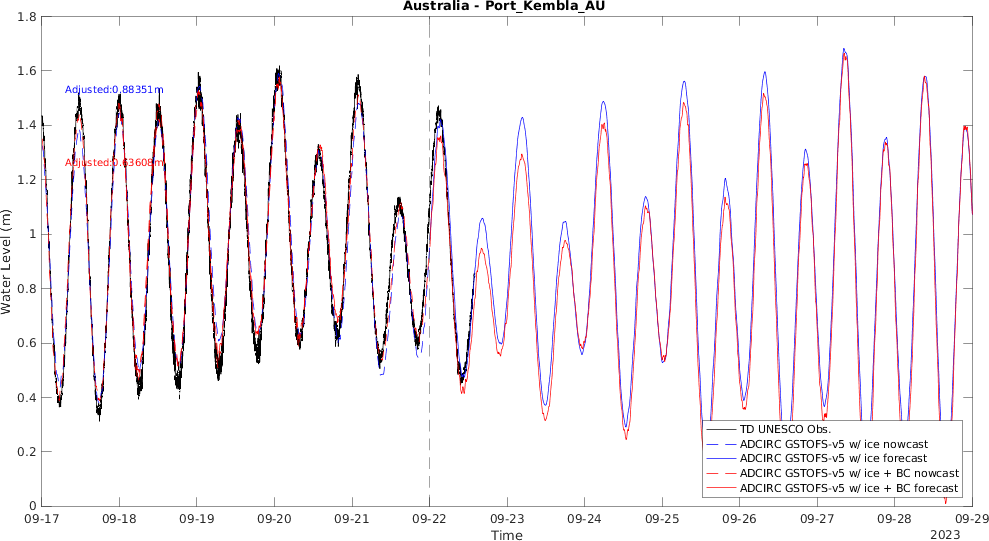 Australia - Port_Kembla_AU
Water Level (m)
1.8
1.6
1.4
1.2
1
0.8
0.6
0.4
0.2
0
Adjusted:0.88351m
Adjusted:0.63608m
TD UNESCO Obs.
ADCIRC GSTOFS-v5 w/ ice nowcast
ADCIRC GSTOFS-v5 w/ ice forecast
ADCIRC GSTOFS-v5 w/ ice + BC nowcast
ADCIRC GSTOFS-v5 w/ ice + BC forecast
09-17 09-18 09-19 09-20 09-21 09-22 09-23 09-24 09-25 09-26 09-27 09-28 09-29
Time
2023